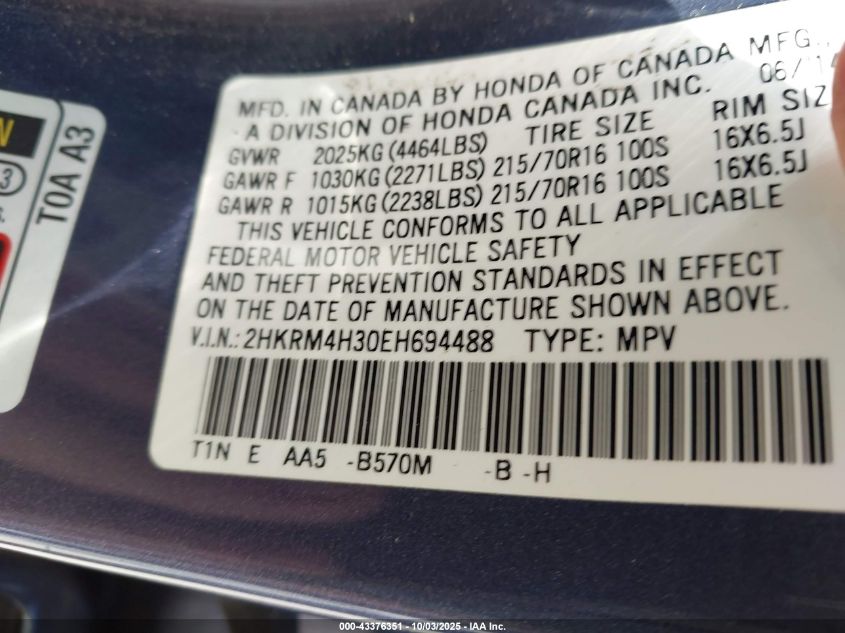 MFD. IN CANADA BY HONDA OF CANADA MFG.,
A DIVISION OF HONDA CANADA INC. 06/14
GVWR 2025KG (4464LBS) TIRE SIZE RIM SIZ
GAWR F 1030KG (2271LBS) 215/70R16 100S 16X6.5J
GAWR R 1015KG (2238LBS) 215/70R16 100S 16X6.5J
THIS VEHICLE CONFORMS TO ALL APPLICABLE
FEDERAL MOTOR VEHICLE SAFETY
AND THEFT PREVENTION STANDARDS IN EFFECT
ON THE DATE OF MANUFACTURE SHOWN ABOVE.
V.I.N.: 2HKRM4H30EH694488 TYPE: MPV
T1N E AA5 -B570M -B -H
T0A A3
N
3
s.
000-43376351 - 10/03/2025 - IAA Inc.